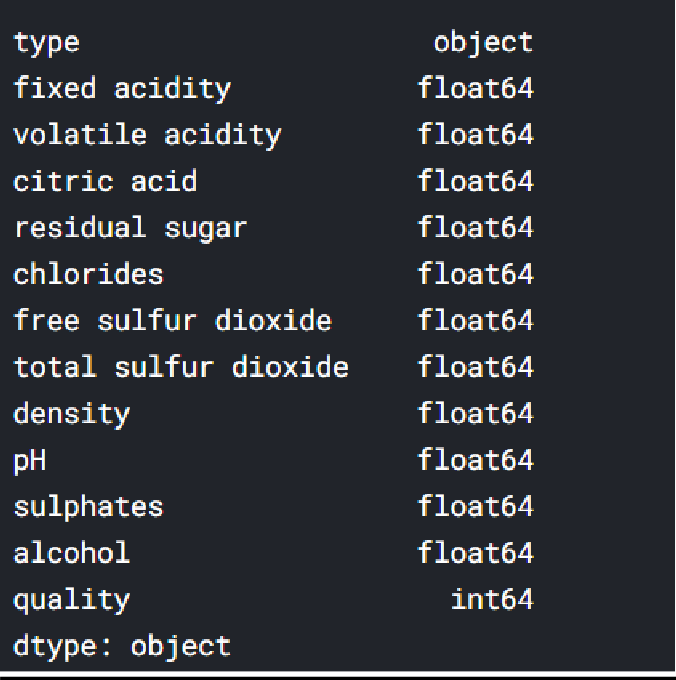 type object
fixed acidity float64
volatile acidity float64
citric acid float64
residual sugar float64
chlorides float64
free sulfur dioxide float64
total sulfur dioxide float64
density float64
pH float64
sulphates float64
alcohol float64
quality int64
dtype: object